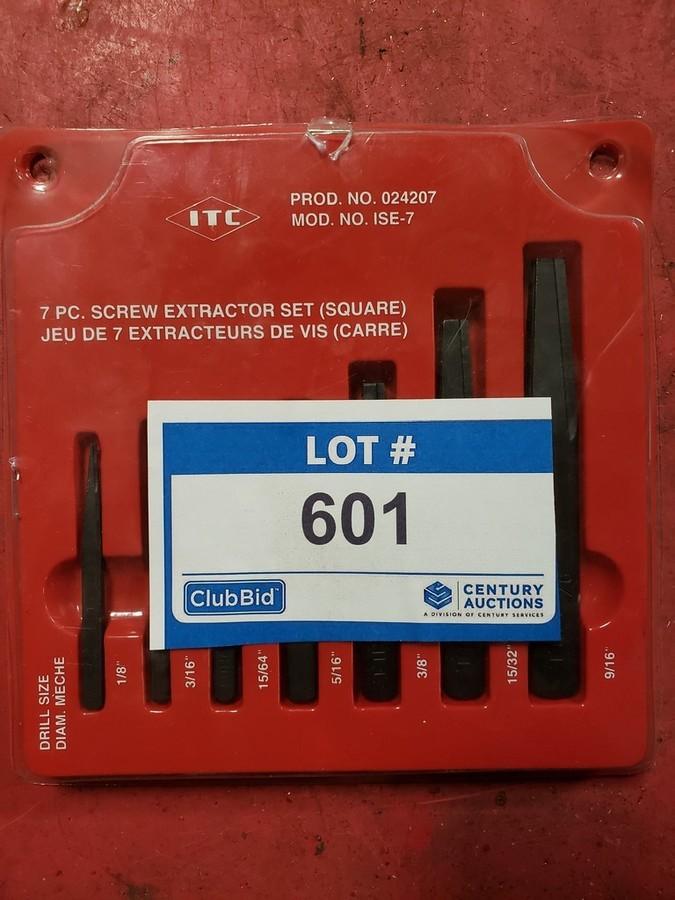 ITC
PROD. NO. 024207
MOD. NO. ISE-7
7 PC. SCREW EXTRACTOR SET (SQUARE)
JEU DE 7 EXTRACTEURS DE VIS (CARRE)
LOT #
601
ClubBid™
CENTURY
AUCTIONS
A DIVISION OF CENTURY SERVICES
DRILL SIZE
DIAM. MECHE
1/8"
3/16"
15/64"
5/16"
3/8"
15/32"
9/16"